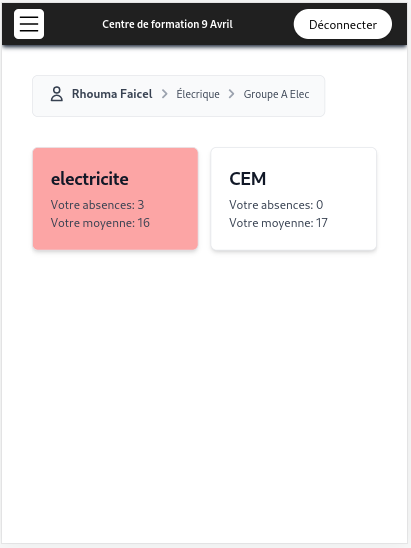 Centre de formation 9 Avril
Déconnecter
Rhouma Faicel > Élecrique > Groupe A Elec
electricite
Votre absences: 3
Votre moyenne: 16
CEM
Votre absences: 0
Votre moyenne: 17